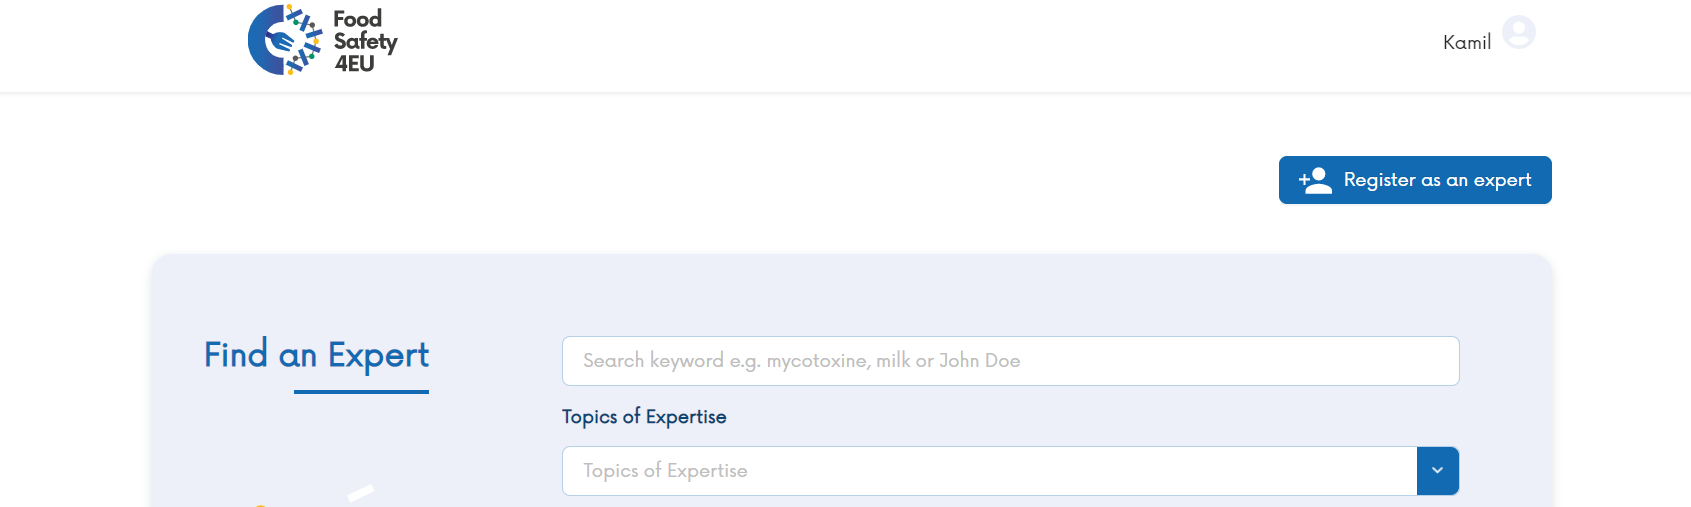 Food
Safety
4EU
Kamil
Register as an expert
Find an Expert
Search keyword e.g. mycotoxine, milk or John Doe
Topics of Expertise
Topics of Expertise